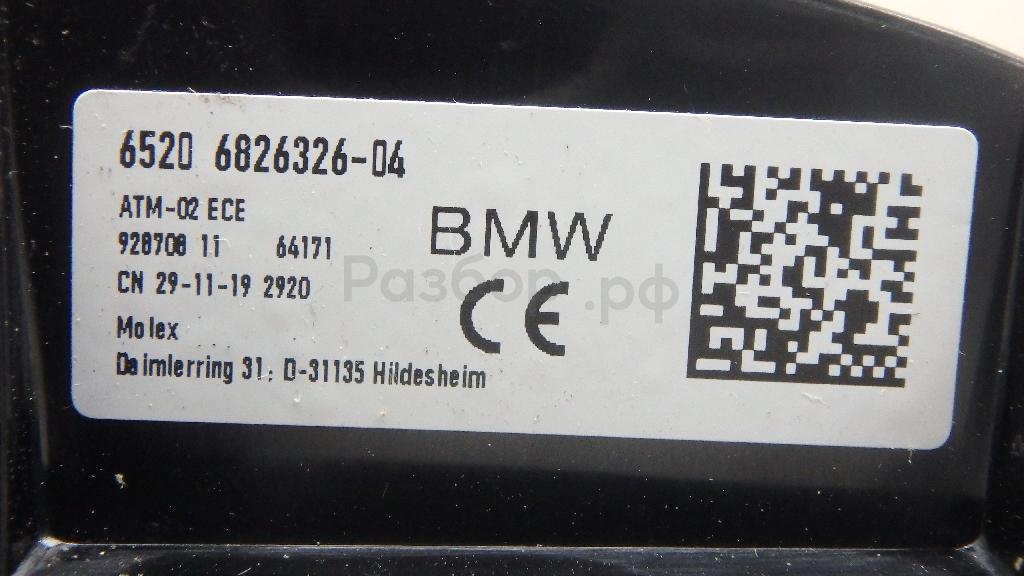 6520 6826326-04
ATM-02 ECE
928708 11 64171
CN 29-11-19 2920
Molex
Daimlerring 31, D-31135 Hildesheim
BMW
CE
Разбор.рф